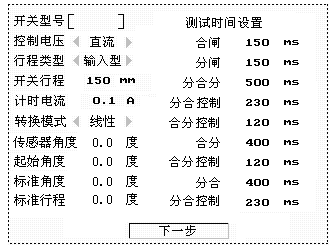 开关型号[ ] 测试时间设置
控制电压 直流 合闸 150 ms
行程类型 输入型 分闸 150 ms
开关行程 150 mm 分合分 500 ms
计时电流 0.1 A 分合控制 230 ms
转换模式 线性 合分控制 120 ms
传感器角度 0.0 度 合分 400 ms
起始角度 0.0 度 合分控制 120 ms
标准角度 0.0 度 分合 400 ms
标准行程 0.0 度 分合控制 230 ms
下一步